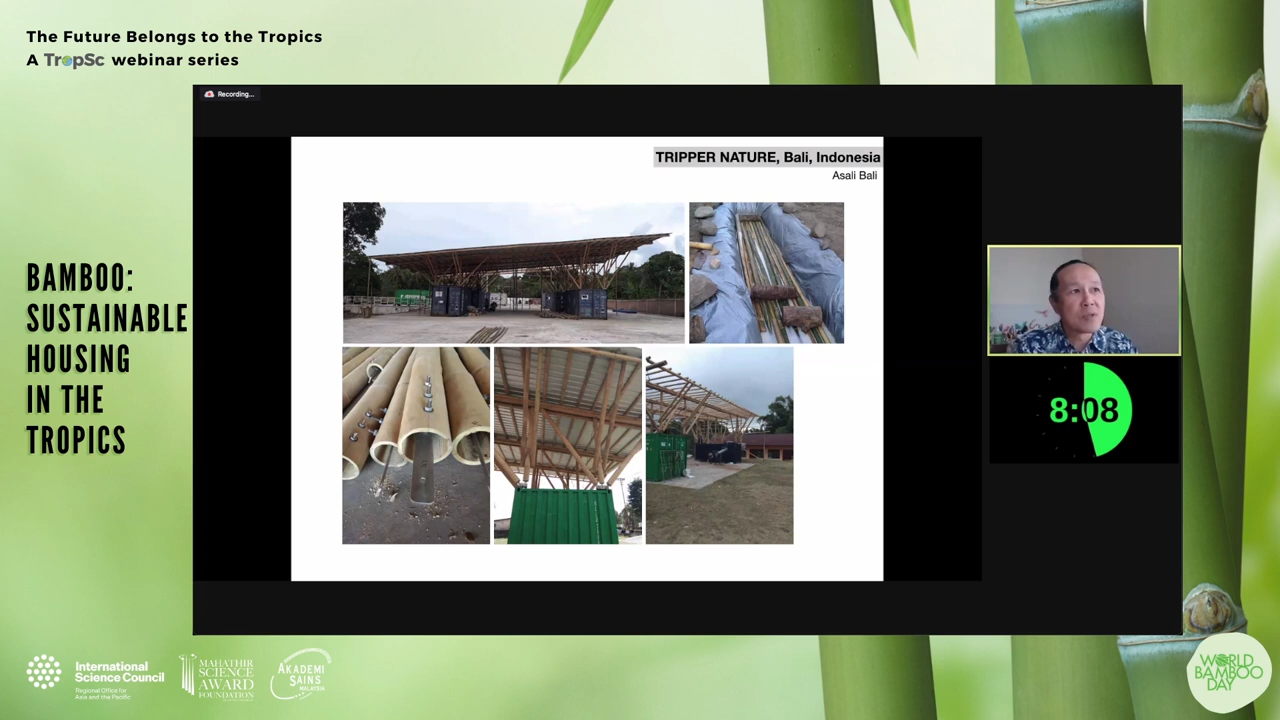 The Future Belongs to the Tropics
A TropSc webinar series
Recording...
TRIPPER NATURE, Bali, Indonesia
Asali Bali
BAMBOO:
SUSTAINABLE
HOUSING
IN THE
TROPICS
8:08
International
Science Council
Regional Office for
Asia and the Pacific
MAHATHIR
SCIENCE
AWARD
FOUNDATION
AKADEMI
SAINS
MALAYSIA
WORLD
BAMBOO
DAY